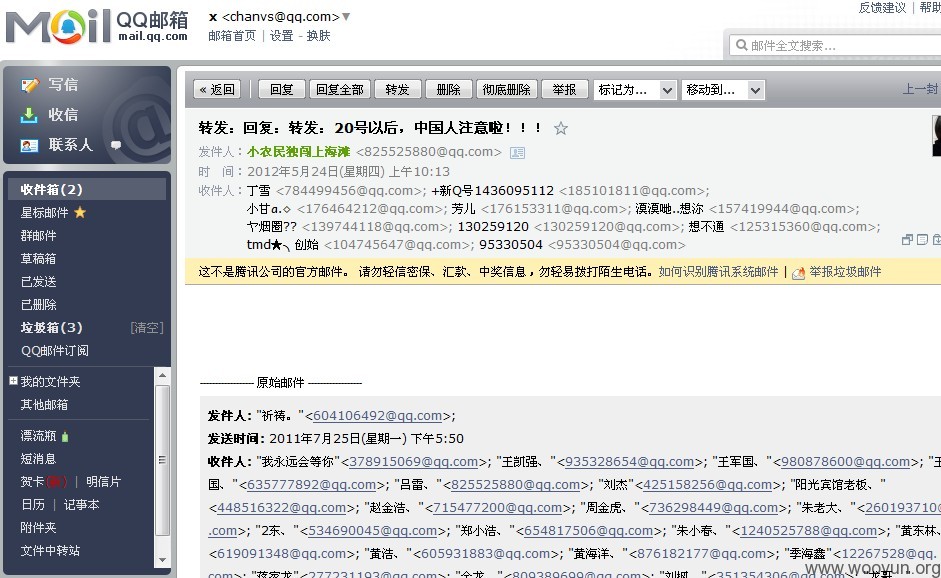 MOil QQ邮箱 mail.qq.com
x <chanvs@qq.com>▼
反馈建议 | 帮助
邮箱首页 | 设置 - 换肤
邮件全文搜索...
写信
收信
联系人
收件箱(2)
星标邮件
群邮件
草稿箱
已发送
已删除
垃圾箱(3) [清空]
QQ邮件订阅
我的文件夹
其他邮箱
漂流瓶
短消息
贺卡 | 明信片
日历 | 记事本
附件夹
文件中转站
« 返回 回复 回复全部 转发 删除 彻底删除 举报 标记为... 移动到... 上一封
转发：回复：转发：20号以后，中国人注意啦！！！ ☆
发件人：小农民独闯上海滩 <825525880@qq.com>
时 间：2012年5月24日(星期四) 上午10:13
收件人：丁雪 <784499456@qq.com>; +新Q号1436095112 <185101811@qq.com>;
小甘a.◇ <176464212@qq.com>; 芳儿 <176153311@qq.com>; 漠漠吔..想沵 <157419944@qq.com>;
ヤ烟圈?? <139744118@qq.com>; 130259120 <130259120@qq.com>; 想不通 <125315360@qq.com>;
tmd★╮创始 <104745647@qq.com>; 95330504 <95330504@qq.com>
这不是腾讯公司的官方邮件。 请勿轻信密保、汇款、中奖信息，勿轻易拨打陌生电话。 如何识别腾讯系统邮件 | 举报垃圾邮件
------------------ 原始邮件 ------------------
发件人: "祈祷。"<604106492@qq.com>;
发送时间: 2011年7月25日(星期一) 下午5:50
收件人: "我永远会等你"<378915069@qq.com>; "王凯强、"<935328654@qq.com>; "王军国、"<980878600@qq.com>; "王
国、"<635777892@qq.com>; "吕雷、"<825525880@qq.com>; "刘杰"<425158256@qq.com>; "阳光宾馆老板、"
<448516322@qq.com>; "赵金浩、"<715477200@qq.com>; "周金虎、"<736298449@qq.com>; "朱老大、"<260193710
.com>; "2东、"<534690045@qq.com>; "郑小浩、"<654817506@qq.com>; "朱小春、"<1240525788@qq.com>; "黄东林、
<619091348@qq.com>; "黄浩、"<605931883@qq.com>; "黄海洋、"<876182177@qq.com>; "季海鑫"<12267528@qq.
.com>; "蒋家龙"<277231193@qq.com>; "金龙、"<809389699@qq.com>; <351354306@qq.com>;
www.wooyun.org